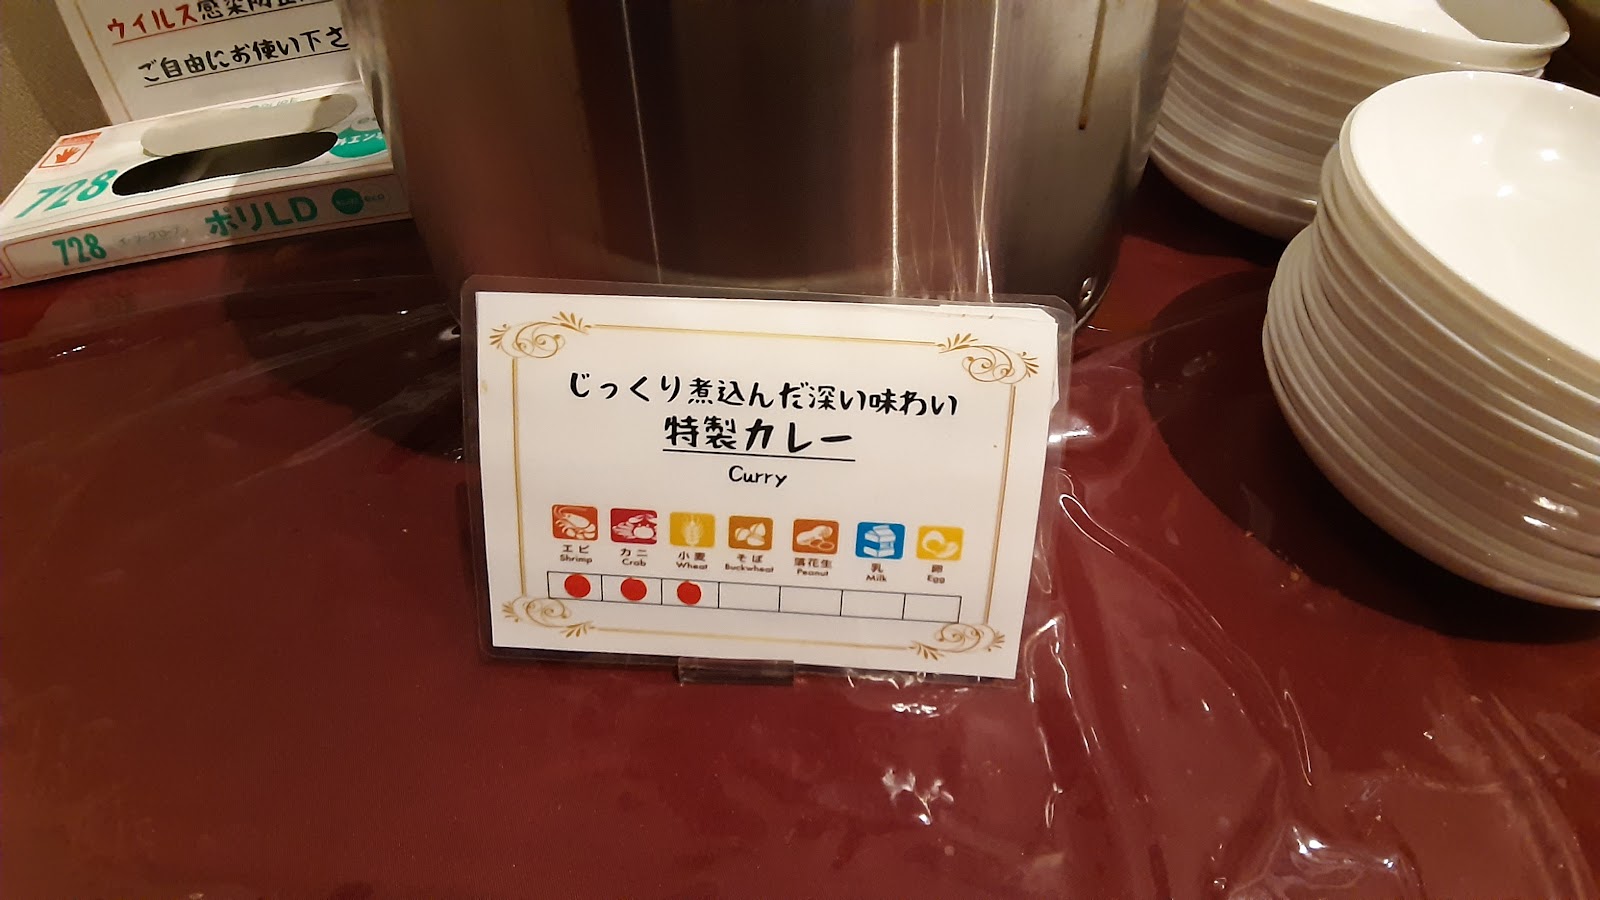 ウイルス感染防止
ご自由にお使い下さ
728
728
ポリLD
eco
じっくり煮込んだ深い味わい
特製カレー
Curry
エビ カニ 小麦 そば 落花生 乳 卵
Shrimp Crab Wheat Buckwheat Peanut Milk Egg